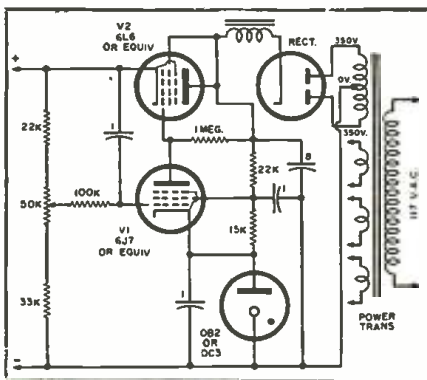 V2
6L6
OR EQUIV
RECT.
350V
0V.
350V.
+
1 MEG.
22K
1
8
22K
100K
50K
1
15K
V1
6J7
OR EQUIV
117 V.A.C.
33K
1
OB2
OR
OC3
POWER
TRANS
-